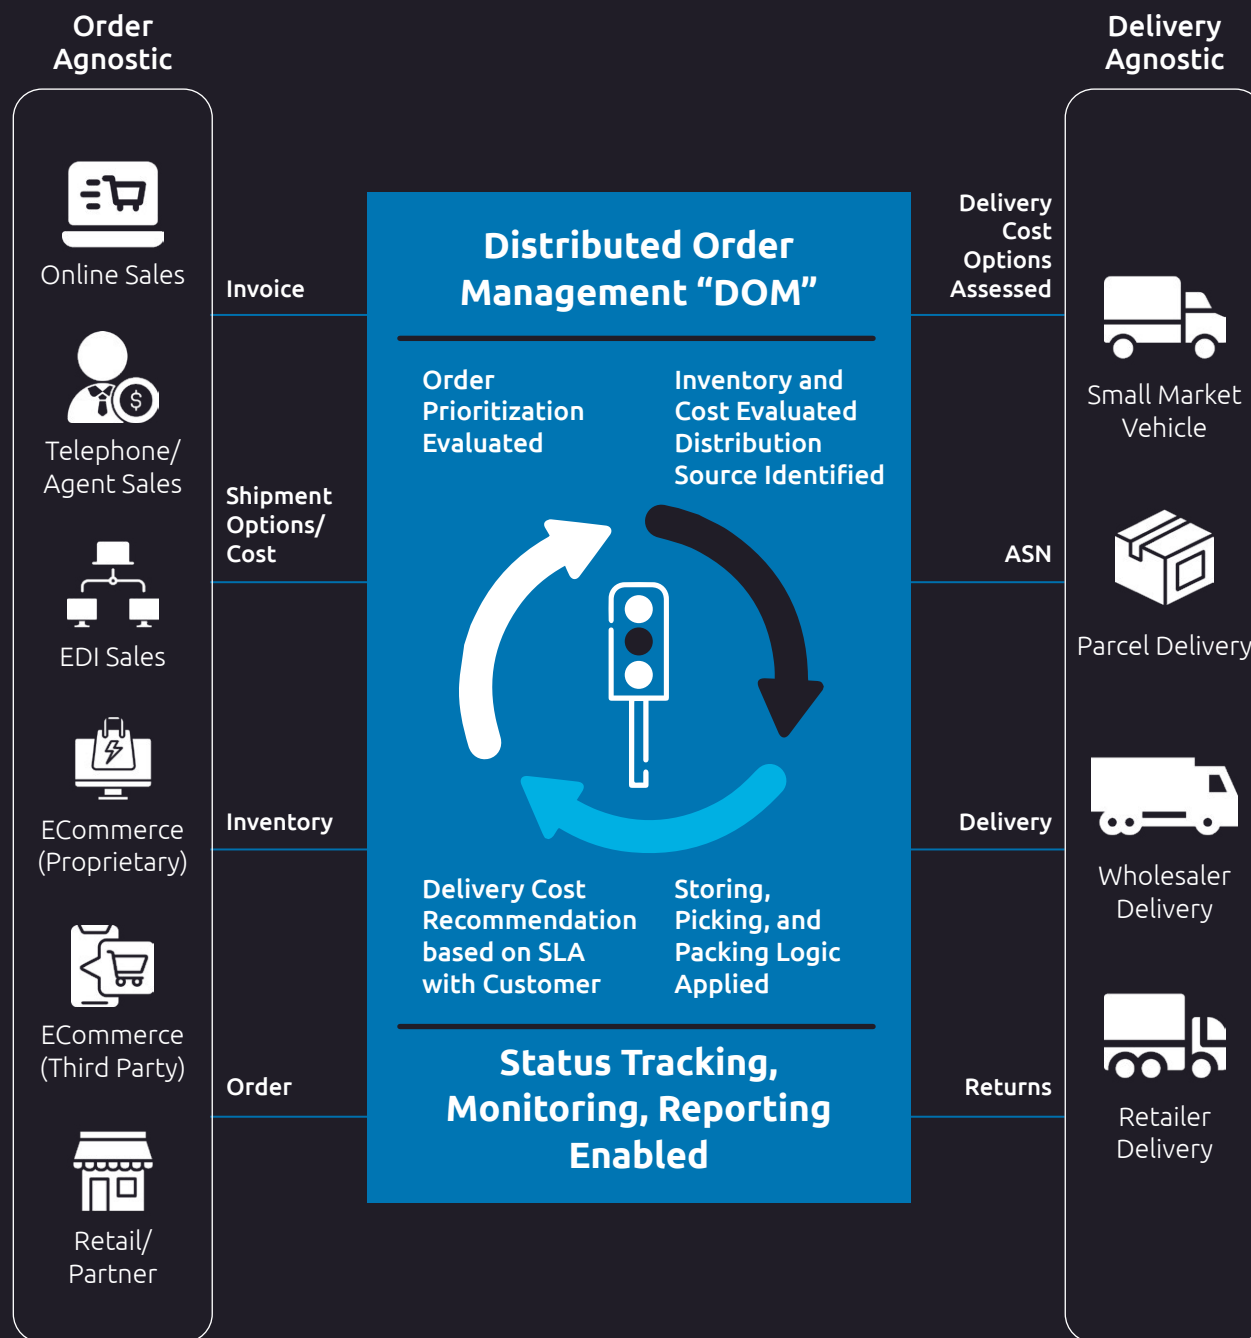 Order
Agnostic
Online Sales
Telephone/
Agent Sales
$
EDI Sales
ECommerce
(Proprietary)
ECommerce
(Third Party)
Retail/
Partner
Invoice
Shipment
Options/
Cost
Inventory
Order
Distributed Order
Management “DOM”
Order
Prioritization
Evaluated
Inventory and
Cost Evaluated
Distribution
Source Identified
Delivery Cost
Recommendation
based on SLA
with Customer
Storing,
Picking, and
Packing Logic
Applied
Status Tracking,
Monitoring, Reporting
Enabled
Delivery
Cost
Options
Assessed
ASN
Delivery
Returns
Delivery
Agnostic
Small Market
Vehicle
Parcel Delivery
Wholesaler
Delivery
Retailer
Delivery